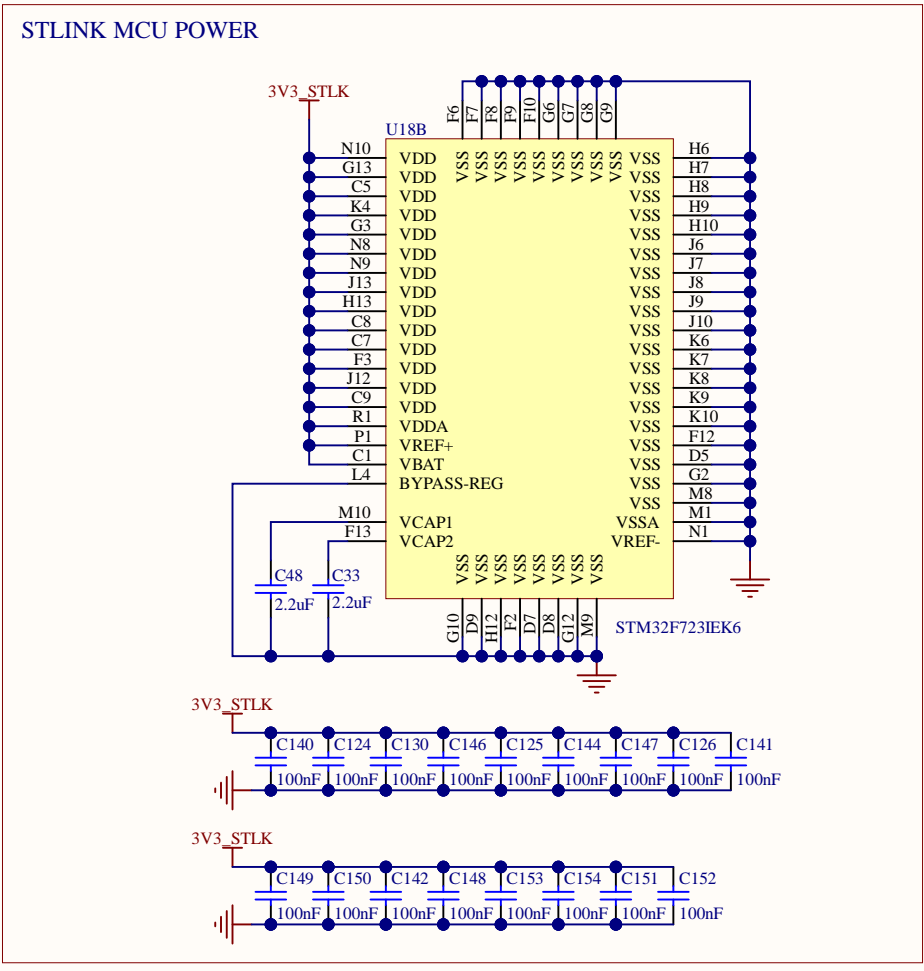 STLINK MCU POWER
3V3_STLK
U18B
F6
F7
F8
F9
F10
G6
G7
G8
G9
VSS
VSS
VSS
VSS
VSS
VSS
VSS
VSS
VSS
N10 VDD VSS H6
G13 VDD VSS H7
C5 VDD VSS H8
K4 VDD VSS H9
G3 VDD VSS H10
N8 VDD VSS J6
N9 VDD VSS J7
J13 VDD VSS J8
H13 VDD VSS J9
C8 VDD VSS J10
C7 VDD VSS K6
F3 VDD VSS K7
J12 VDD VSS K8
C9 VDD VSS K9
R1 VDDA VSS K10
P1 VREF+ VSS F12
C1 VBAT VSS D5
L4 BYPASS-REG VSS G2
VSS M8
M10 VCAP1 VSSA M1
F13 VCAP2 VREF- N1
VSS
VSS
VSS
VSS
VSS
VSS
VSS
VSS
C48 C33
2.2uF 2.2uF
G10
D9
H12
F2
D7
D8
G12
M9
STM32F723IEK6
3V3_STLK
C140 C124 C130 C146 C125 C144 C147 C126 C141
100nF 100nF 100nF 100nF 100nF 100nF 100nF 100nF 100nF
3V3_STLK
C149 C150 C142 C148 C153 C154 C151 C152
100nF 100nF 100nF 100nF 100nF 100nF 100nF 100nF